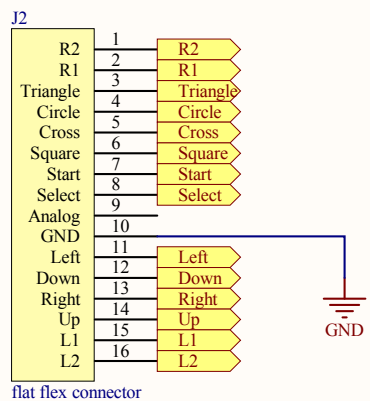 J2
R2 1 R2
R1 2 R1
Triangle 3 Triangle
Circle 4 Circle
Cross 5 Cross
Square 6 Square
Start 7 Start
Select 8 Select
Analog 9
GND 10
Left 11 Left
Down 12 Down
Right 13 Right
Up 14 Up
L1 15 L1
L2 16 L2
GND
flat flex connector